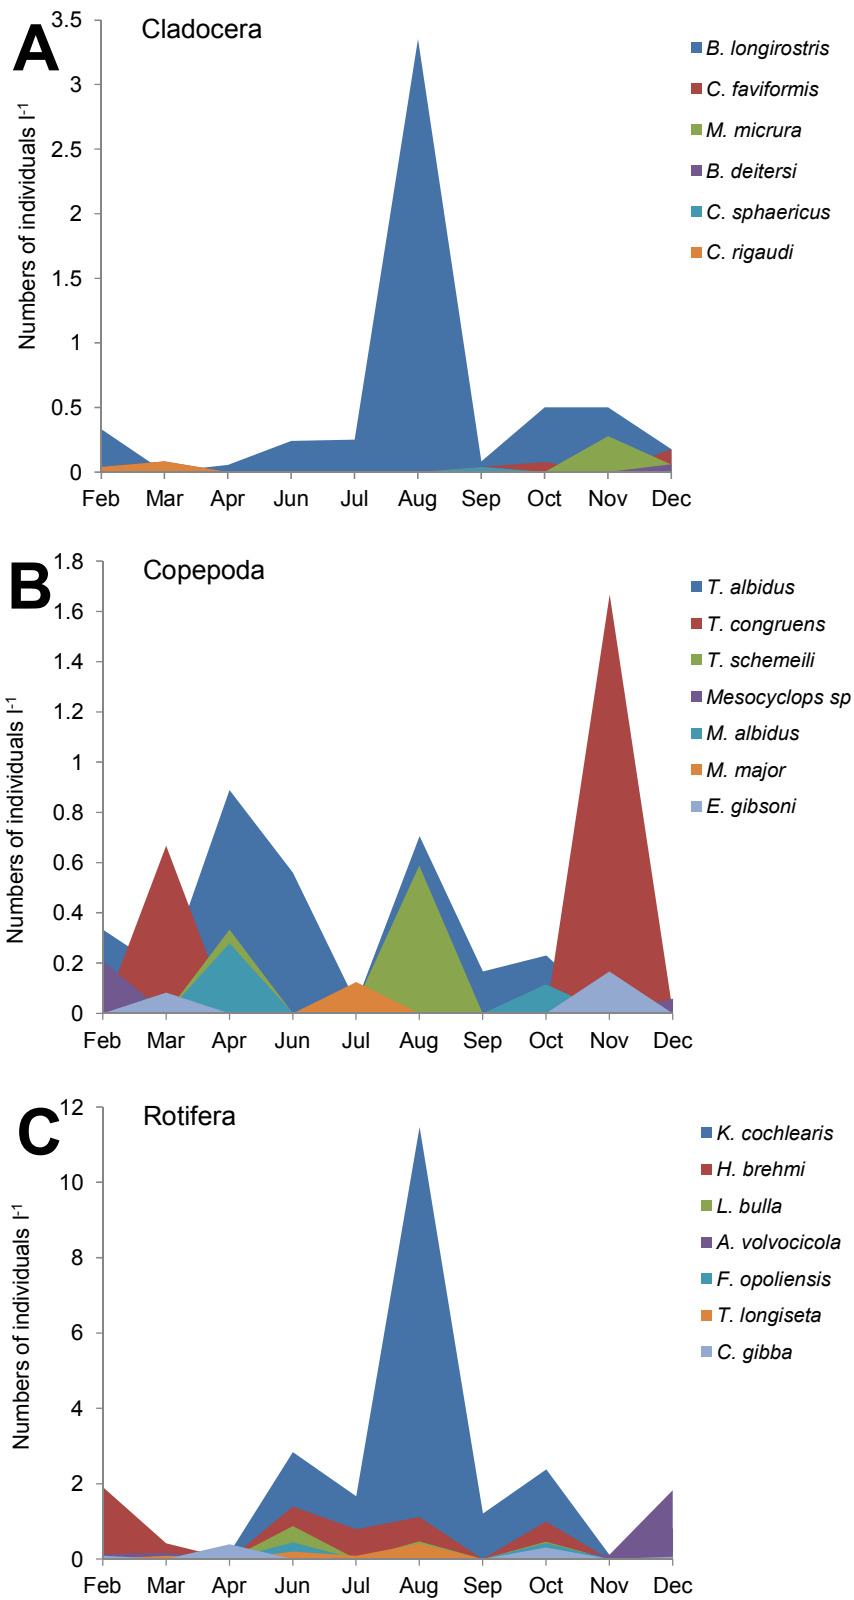 A
Cladocera
Numbers of individuals l-1
3.5
3
2.5
2
1.5
1
0.5
0
Feb Mar Apr Jun Jul Aug Sep Oct Nov Dec
B. longirostris
C. faviformis
M. micrura
B. deitersi
C. sphaericus
C. rigaudi
B
Copepoda
Numbers of individuals l-1
1.8
1.6
1.4
1.2
1
0.8
0.6
0.4
0.2
0
Feb Mar Apr Jun Jul Aug Sep Oct Nov Dec
T. albidus
T. congruens
T. schemeili
Mesocyclops sp
M. albidus
M. major
E. gibsoni
C
Rotifera
Numbers of individuals l-1
12
10
8
6
4
2
0
Feb Mar Apr Jun Jul Aug Sep Oct Nov Dec
K. cochlearis
H. brehmi
L. bulla
A. volvocicola
F. opoliensis
T. longiseta
C. gibba